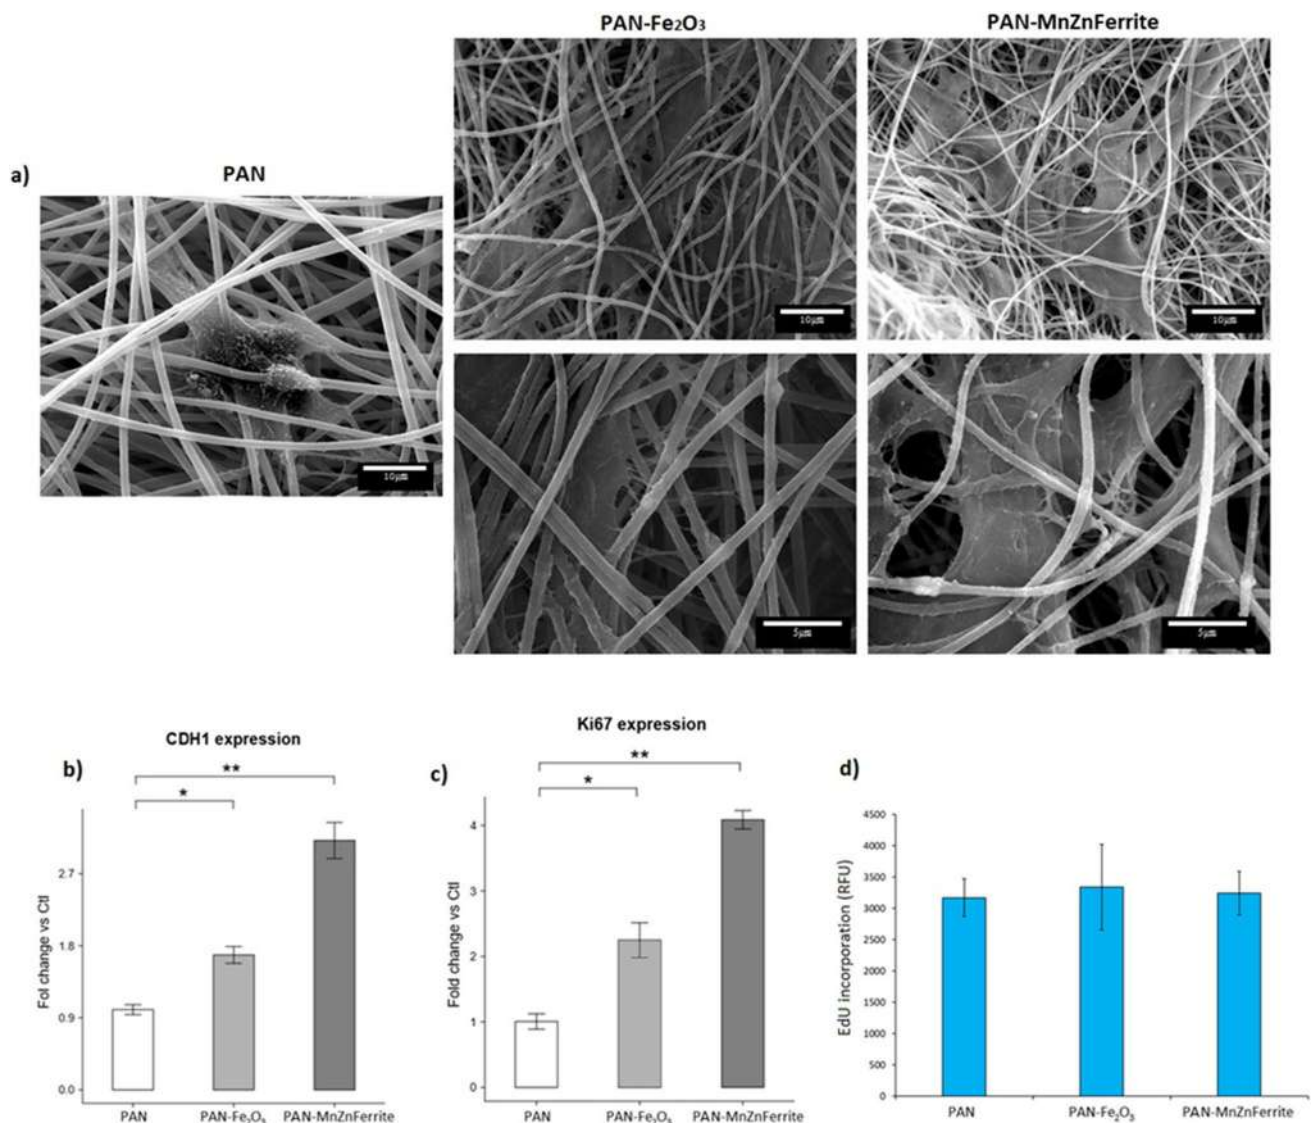 PAN-Fe₂O₃
PAN-MnZnFerrite
a)
PAN
10µm
10µm
10µm
5µm
5µm
b)
CDH1 expression
**
*
Fol change vs Ctl
2.7
1.8
0.9
0.0
PAN
PAN-Fe₂O₃
PAN-MnZnFerrite
c)
Ki67 expression
**
*
Fold change vs Ctl
4
3
2
1
0
PAN
PAN-Fe₂O₃
PAN-MnZnFerrite
d)
EdU incorporation (RFU)
4500
4000
3500
3000
2500
2000
1500
1000
500
0
PAN
PAN-Fe₂O₃
PAN-MnZnFerrite